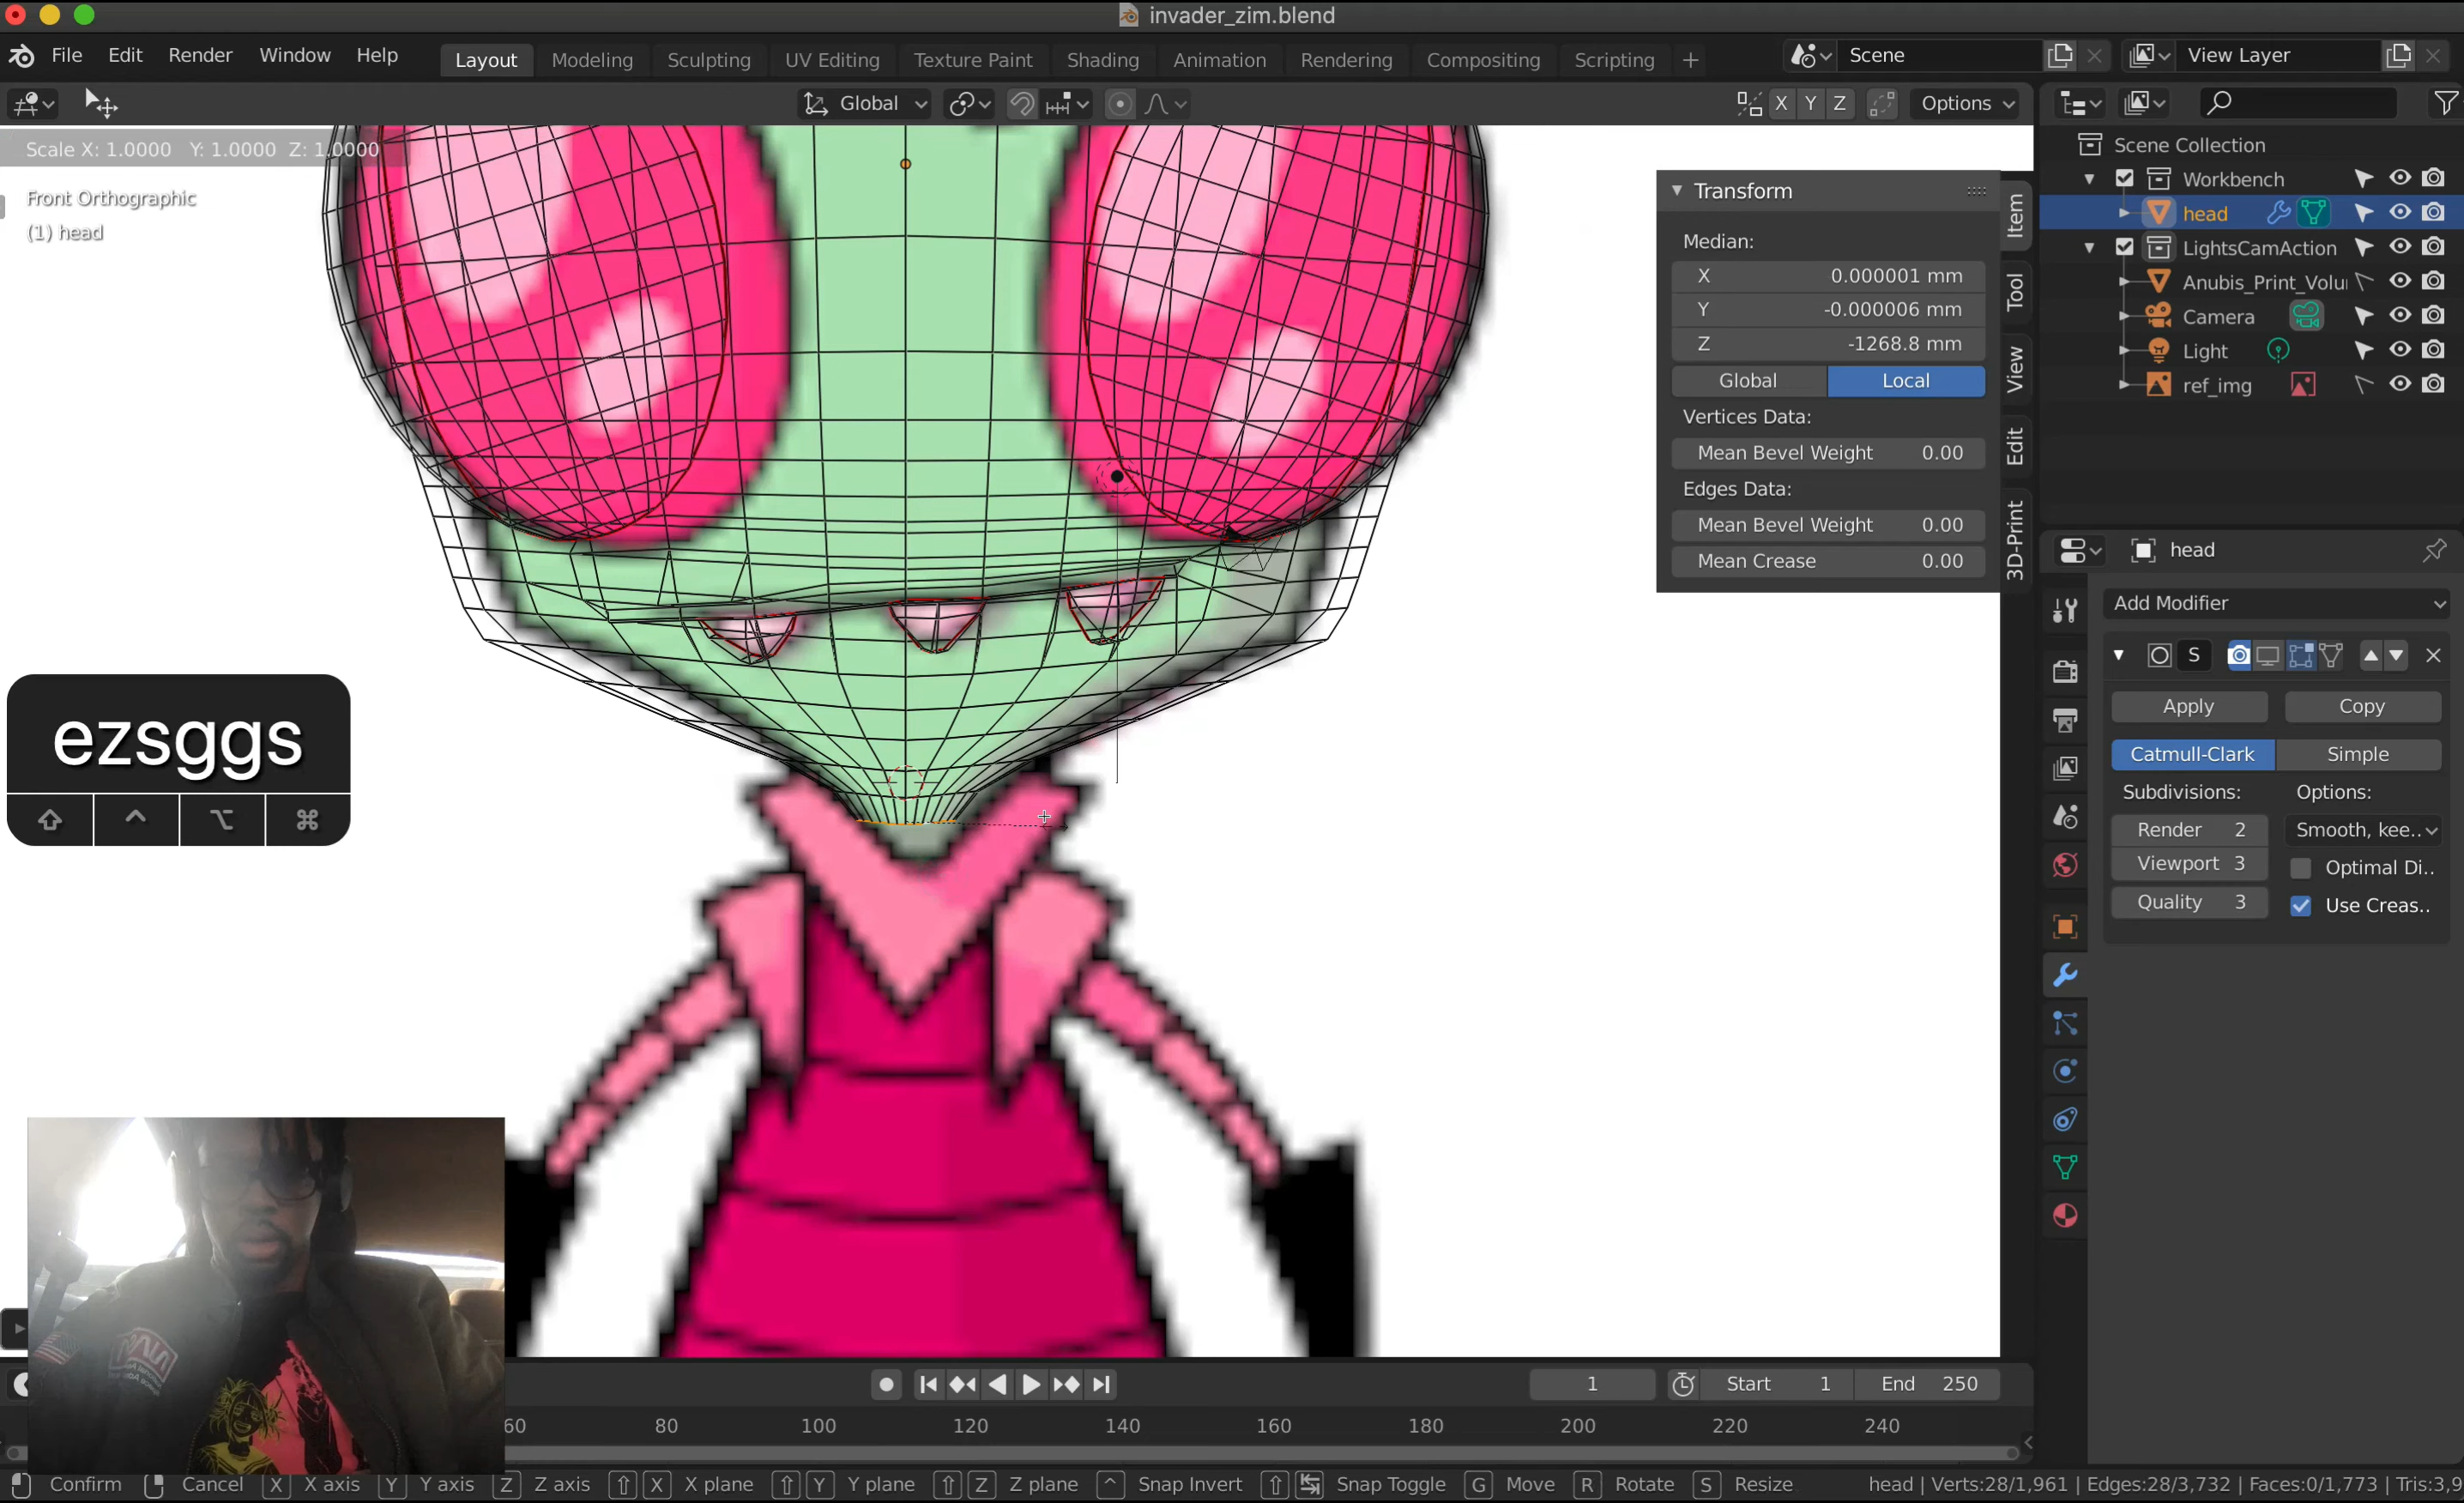 invader_zim.blend
File Edit Render Window Help Layout Modeling Sculpting UV Editing Texture Paint Shading Animation Rendering Compositing Scripting + Scene View Layer
Global X Y Z Options
Scale X: 1.0000 Y: 1.0000 Z: 1.0000
Front Orthographic
(1) head
Transform
Median:
X 0.000001 mm
Y -0.000006 mm
Z -1268.8 mm
Global Local
Vertices Data:
Mean Bevel Weight 0.00
Edges Data:
Mean Bevel Weight 0.00
Mean Crease 0.00
Item
Tool
View
Edit
3D-Print
Scene Collection
Workbench
head
LightsCamAction
Anubis_Print_Volu
Camera
Light
ref_img
head
Add Modifier
S
Apply Copy
Catmull-Clark Simple
Subdivisions: Options:
Render 2 Smooth, kee..
Viewport 3 Optimal Di..
Quality 3 Use Creas..
ezsggs
NASA
1 Start 1 End 250
60 80 100 120 140 160 180 200 220 240
Confirm Cancel X X axis Y Y axis Z Z axis X X plane Y Y plane Z Z plane ^ Snap Invert Snap Toggle G Move R Rotate S Resize head | Verts:28/1,961 | Edges:28/3,732 | Faces:0/1,773 | Tris:3,9